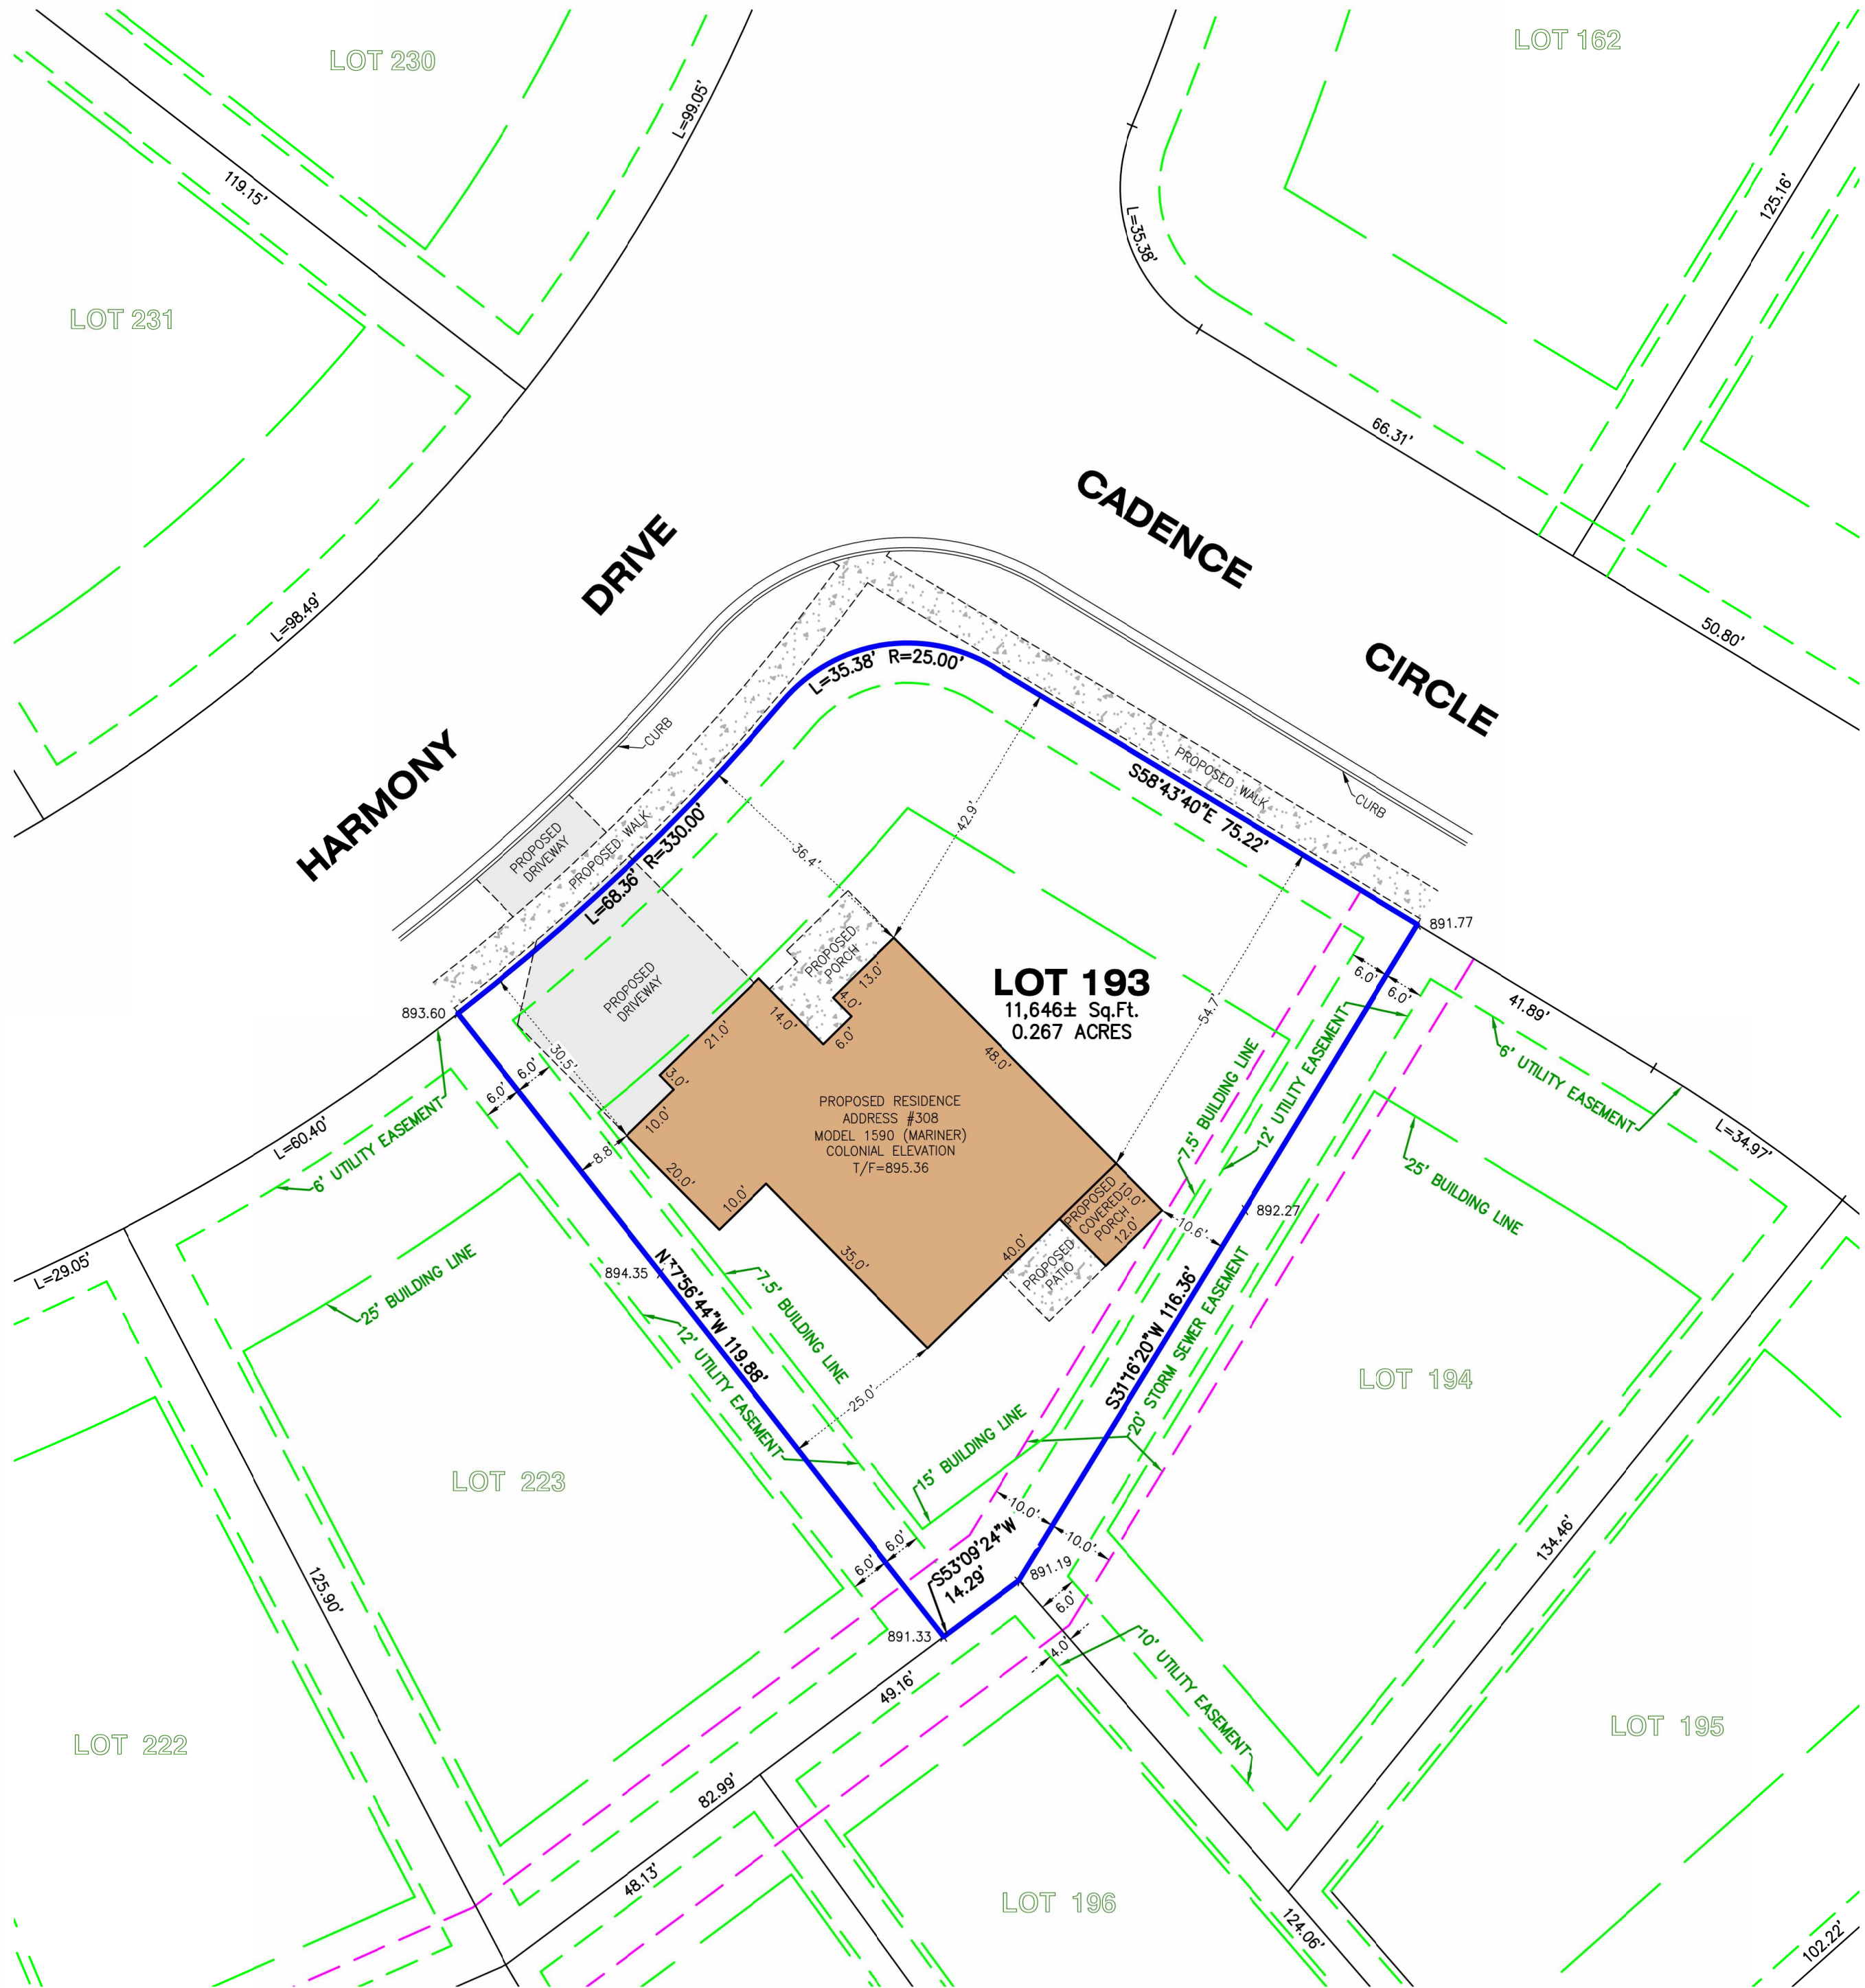 LOT 230
LOT 162
L=99.05'
119.15'
125.16'
L=35.38'
LOT 231
66.31'
CADENCE
DRIVE
L=98.49'
50.80'
CIRCLE
L=35.38' R=25.00'
CURB
HARMONY
PROPOSED WALK
S58°43'40"E 75.22'
CURB
42.9'
36.4'
PROPOSED
DRIVEWAY
PROPOSED WALK
L=68.36' R=330.00'
891.77
PROPOSED
PORCH
6.0'
6.0'
LOT 193
11,646± Sq.Ft.
0.267 ACRES
13.0'
4.0'
6.0'
14.0'
21.0'
48.0'
54.7'
893.60
PROPOSED
DRIVEWAY
41.89'
6' UTILITY EASEMENT
30.5'
6.0'
6.0'
3.0'
10.0'
7.5' BUILDING LINE
12' UTILITY EASEMENT
L=60.40'
6' UTILITY EASEMENT
L=34.97'
PROPOSED RESIDENCE
ADDRESS #308
MODEL 1590 (MARINER)
COLONIAL ELEVATION
T/F=895.36
8.8'
20.0'
10.0'
25' BUILDING LINE
PROPOSED
COVERED
PORCH
10.0'
12.0'
892.27
10.6'
L=29.05'
25' BUILDING LINE
894.35
N37°56'44"W 119.88'
35.0'
40.0'
PROPOSED
PATIO
7.5' BUILDING LINE
12' UTILITY EASEMENT
S31°16'20"W 116.36'
20' STORM SEWER EASEMENT
LOT 194
25.0'
15' BUILDING LINE
LOT 223
10.0'
10.0'
6.0'
6.0'
S53°09'24"W
14.29'
891.19
6.0'
134.46'
125.90'
891.33
4.0'
10' UTILITY EASEMENT
49.16'
LOT 222
LOT 195
82.99'
48.13'
LOT 196
124.06'
102.22'